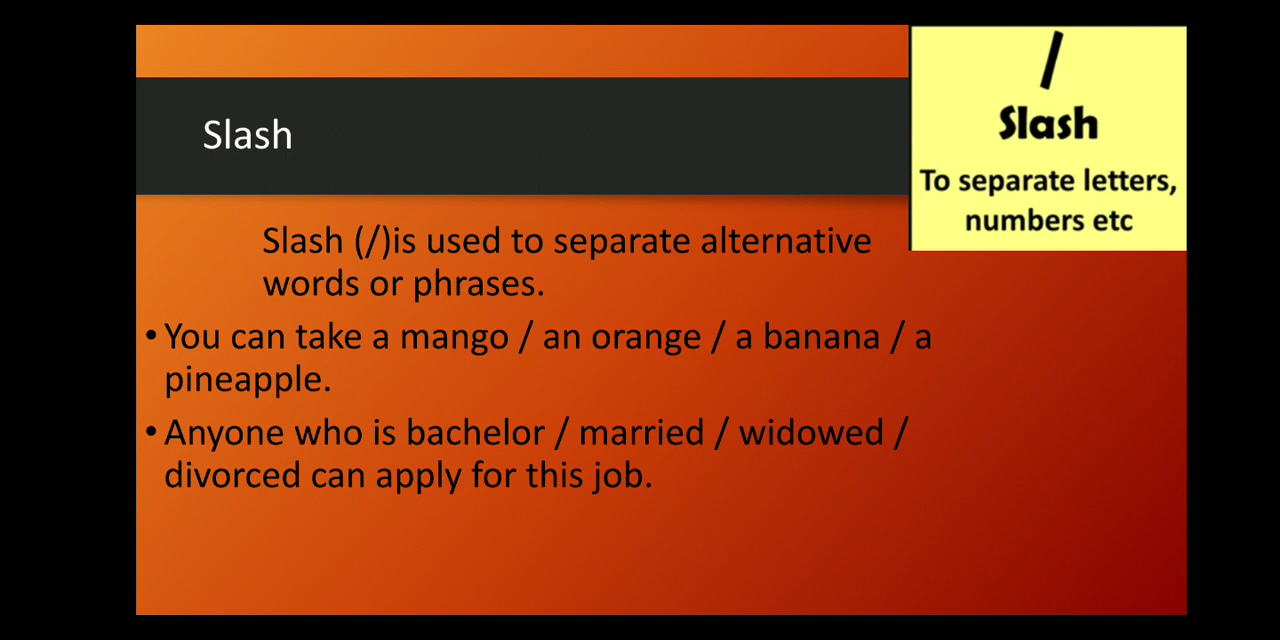 Slash
/
Slash
To separate letters,
numbers etc
Slash (/)is used to separate alternative
words or phrases.
• You can take a mango / an orange / a banana / a
pineapple.
• Anyone who is bachelor / married / widowed /
divorced can apply for this job.